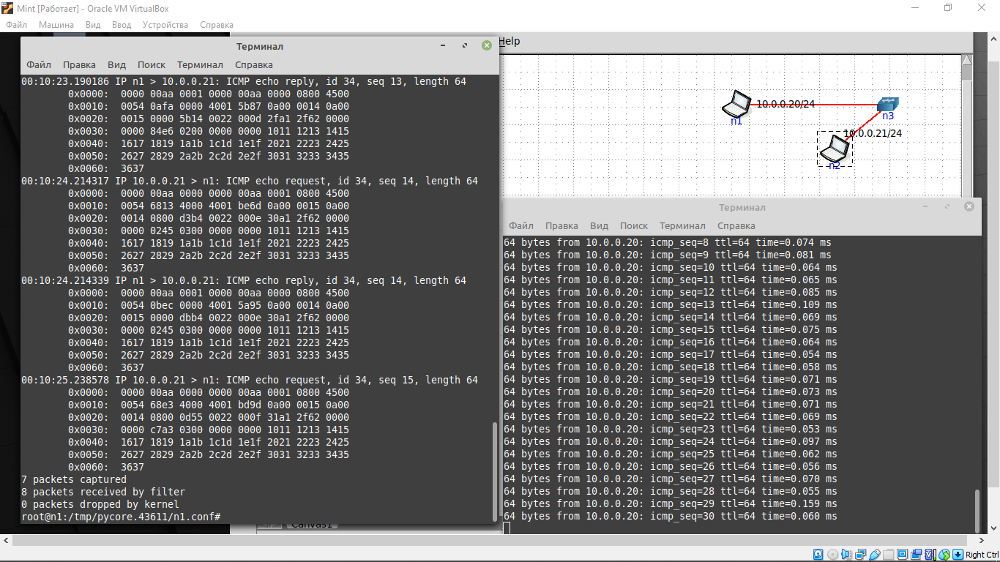 Mint [Работает] - Oracle VM VirtualBox
Файл Машина Вид Ввод Устройства Справка
Help
Терминал
Файл Правка Вид Поиск Терминал Справка
00:10:23.190186 IP n1 > 10.0.0.21: ICMP echo reply, id 34, seq 13, length 64
0x0000: 0000 00aa 0001 0000 00aa 0000 0800 4500
0x0010: 0054 0afa 0000 4001 5b87 0a00 0014 0a00
0x0020: 0015 0000 5b14 0022 000d 2fa1 2f62 0000
0x0030: 0000 84e6 0200 0000 0000 1011 1213 1415
0x0040: 1617 1819 1a1b 1c1d 1e1f 2021 2223 2425
0x0050: 2627 2829 2a2b 2c2d 2e2f 3031 3233 3435
0x0060: 3637
00:10:24.214317 IP 10.0.0.21 > n1: ICMP echo request, id 34, seq 14, length 64
0x0000: 0000 00aa 0000 0000 00aa 0001 0800 4500
0x0010: 0054 6813 4000 4001 be6d 0a00 0015 0a00
0x0020: 0014 0800 d3b4 0022 000e 30a1 2f62 0000
0x0030: 0000 0245 0300 0000 0000 1011 1213 1415
0x0040: 1617 1819 1a1b 1c1d 1e1f 2021 2223 2425
0x0050: 2627 2829 2a2b 2c2d 2e2f 3031 3233 3435
0x0060: 3637
00:10:24.214339 IP n1 > 10.0.0.21: ICMP echo reply, id 34, seq 14, length 64
0x0000: 0000 00aa 0001 0000 00aa 0000 0800 4500
0x0010: 0054 0bec 0000 4001 5a95 0a00 0014 0a00
0x0020: 0015 0000 dbb4 0022 000e 30a1 2f62 0000
0x0030: 0000 0245 0300 0000 0000 1011 1213 1415
0x0040: 1617 1819 1a1b 1c1d 1e1f 2021 2223 2425
0x0050: 2627 2829 2a2b 2c2d 2e2f 3031 3233 3435
0x0060: 3637
00:10:25.238578 IP 10.0.0.21 > n1: ICMP echo request, id 34, seq 15, length 64
0x0000: 0000 00aa 0000 0000 00aa 0001 0800 4500
0x0010: 0054 68e3 4000 4001 bd9d 0a00 0015 0a00
0x0020: 0014 0800 0d55 0022 000f 31a1 2f62 0000
0x0030: 0000 c7a3 0300 0000 0000 1011 1213 1415
0x0040: 1617 1819 1a1b 1c1d 1e1f 2021 2223 2425
0x0050: 2627 2829 2a2b 2c2d 2e2f 3031 3233 3435
0x0060: 3637
7 packets captured
8 packets received by filter
0 packets dropped by kernel
root@n1:/tmp/pycore.43611/n1.conf#
10.0.0.20/24
n1
n3
10.0.0.21/24
n2
Терминал
Файл Правка Вид Поиск Терминал Справка
64 bytes from 10.0.0.20: icmp_seq=8 ttl=64 time=0.074 ms
64 bytes from 10.0.0.20: icmp_seq=9 ttl=64 time=0.081 ms
64 bytes from 10.0.0.20: icmp_seq=10 ttl=64 time=0.064 ms
64 bytes from 10.0.0.20: icmp_seq=11 ttl=64 time=0.065 ms
64 bytes from 10.0.0.20: icmp_seq=12 ttl=64 time=0.085 ms
64 bytes from 10.0.0.20: icmp_seq=13 ttl=64 time=0.109 ms
64 bytes from 10.0.0.20: icmp_seq=14 ttl=64 time=0.069 ms
64 bytes from 10.0.0.20: icmp_seq=15 ttl=64 time=0.075 ms
64 bytes from 10.0.0.20: icmp_seq=16 ttl=64 time=0.064 ms
64 bytes from 10.0.0.20: icmp_seq=17 ttl=64 time=0.054 ms
64 bytes from 10.0.0.20: icmp_seq=18 ttl=64 time=0.058 ms
64 bytes from 10.0.0.20: icmp_seq=19 ttl=64 time=0.071 ms
64 bytes from 10.0.0.20: icmp_seq=20 ttl=64 time=0.073 ms
64 bytes from 10.0.0.20: icmp_seq=21 ttl=64 time=0.071 ms
64 bytes from 10.0.0.20: icmp_seq=22 ttl=64 time=0.069 ms
64 bytes from 10.0.0.20: icmp_seq=23 ttl=64 time=0.053 ms
64 bytes from 10.0.0.20: icmp_seq=24 ttl=64 time=0.097 ms
64 bytes from 10.0.0.20: icmp_seq=25 ttl=64 time=0.062 ms
64 bytes from 10.0.0.20: icmp_seq=26 ttl=64 time=0.056 ms
64 bytes from 10.0.0.20: icmp_seq=27 ttl=64 time=0.070 ms
64 bytes from 10.0.0.20: icmp_seq=28 ttl=64 time=0.055 ms
64 bytes from 10.0.0.20: icmp_seq=29 ttl=64 time=0.159 ms
64 bytes from 10.0.0.20: icmp_seq=30 ttl=64 time=0.060 ms
Canvas1
Right Ctrl